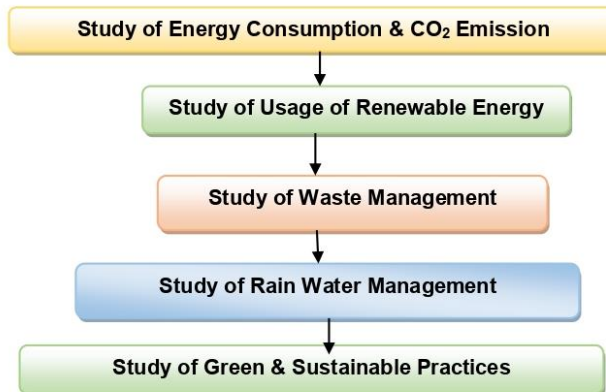 Study of Energy Consumption & CO₂ Emission
Study of Usage of Renewable Energy
Study of Waste Management
Study of Rain Water Management
Study of Green & Sustainable Practices